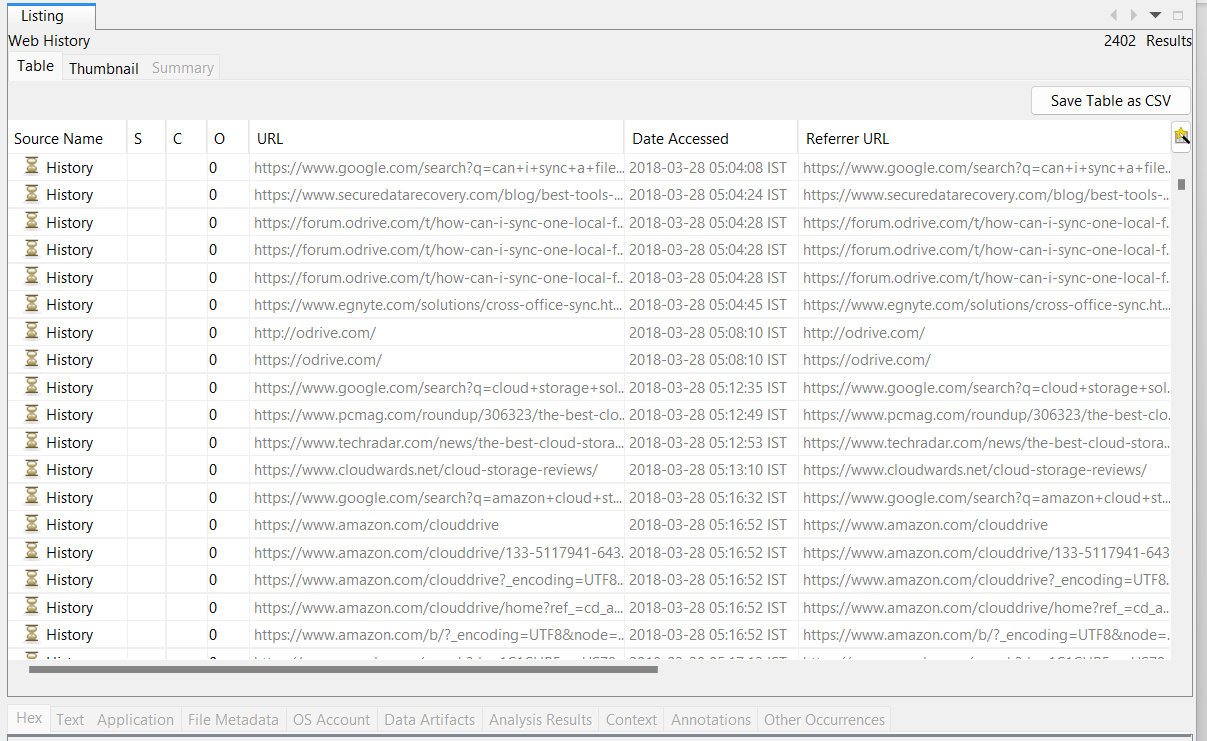 Listing
Web History 2402 Results
Table Thumbnail Summary
Save Table as CSV
Source Name S C O URL Date Accessed Referrer URL
History 0 https://www.google.com/search?q=can+i+sync+a+file... 2018-03-28 05:04:08 IST https://www.google.com/search?q=can+i+sync+a+file..
History 0 https://www.securedatarecovery.com/blog/best-tools-... 2018-03-28 05:04:24 IST https://www.securedatarecovery.com/blog/best-tools-..
History 0 https://forum.odrive.com/t/how-can-i-sync-one-local-f... 2018-03-28 05:04:28 IST https://forum.odrive.com/t/how-can-i-sync-one-local-f..
History 0 https://forum.odrive.com/t/how-can-i-sync-one-local-f... 2018-03-28 05:04:28 IST https://forum.odrive.com/t/how-can-i-sync-one-local-f..
History 0 https://forum.odrive.com/t/how-can-i-sync-one-local-f... 2018-03-28 05:04:28 IST https://forum.odrive.com/t/how-can-i-sync-one-local-f..
History 0 https://www.egnyte.com/solutions/cross-office-sync.ht... 2018-03-28 05:04:45 IST https://www.egnyte.com/solutions/cross-office-sync.ht..
History 0 http://odrive.com/ 2018-03-28 05:08:10 IST http://odrive.com/
History 0 https://odrive.com/ 2018-03-28 05:08:10 IST https://odrive.com/
History 0 https://www.google.com/search?q=cloud+storage+sol... 2018-03-28 05:12:35 IST https://www.google.com/search?q=cloud+storage+sol.
History 0 https://www.pcmag.com/roundup/306323/the-best-clo... 2018-03-28 05:12:49 IST https://www.pcmag.com/roundup/306323/the-best-clo.
History 0 https://www.techradar.com/news/the-best-cloud-stora... 2018-03-28 05:12:53 IST https://www.techradar.com/news/the-best-cloud-stora..
History 0 https://www.cloudwards.net/cloud-storage-reviews/ 2018-03-28 05:13:10 IST https://www.cloudwards.net/cloud-storage-reviews/
History 0 https://www.google.com/search?q=amazon+cloud+st... 2018-03-28 05:16:32 IST https://www.google.com/search?q=amazon+cloud+st...
History 0 https://www.amazon.com/clouddrive 2018-03-28 05:16:52 IST https://www.amazon.com/clouddrive
History 0 https://www.amazon.com/clouddrive/133-5117941-643. 2018-03-28 05:16:52 IST https://www.amazon.com/clouddrive/133-5117941-643
History 0 https://www.amazon.com/clouddrive?_encoding=UTF8... 2018-03-28 05:16:52 IST https://www.amazon.com/clouddrive?_encoding=UTF8.
History 0 https://www.amazon.com/clouddrive/home?ref_=cd_a... 2018-03-28 05:16:52 IST https://www.amazon.com/clouddrive/home?ref_=cd_a..
History 0 https://www.amazon.com/b/?_encoding=UTF8&node=... 2018-03-28 05:16:52 IST https://www.amazon.com/b/?_encoding=UTF8&node=.
Hex Text Application File Metadata OS Account Data Artifacts Analysis Results Context Annotations Other Occurrences